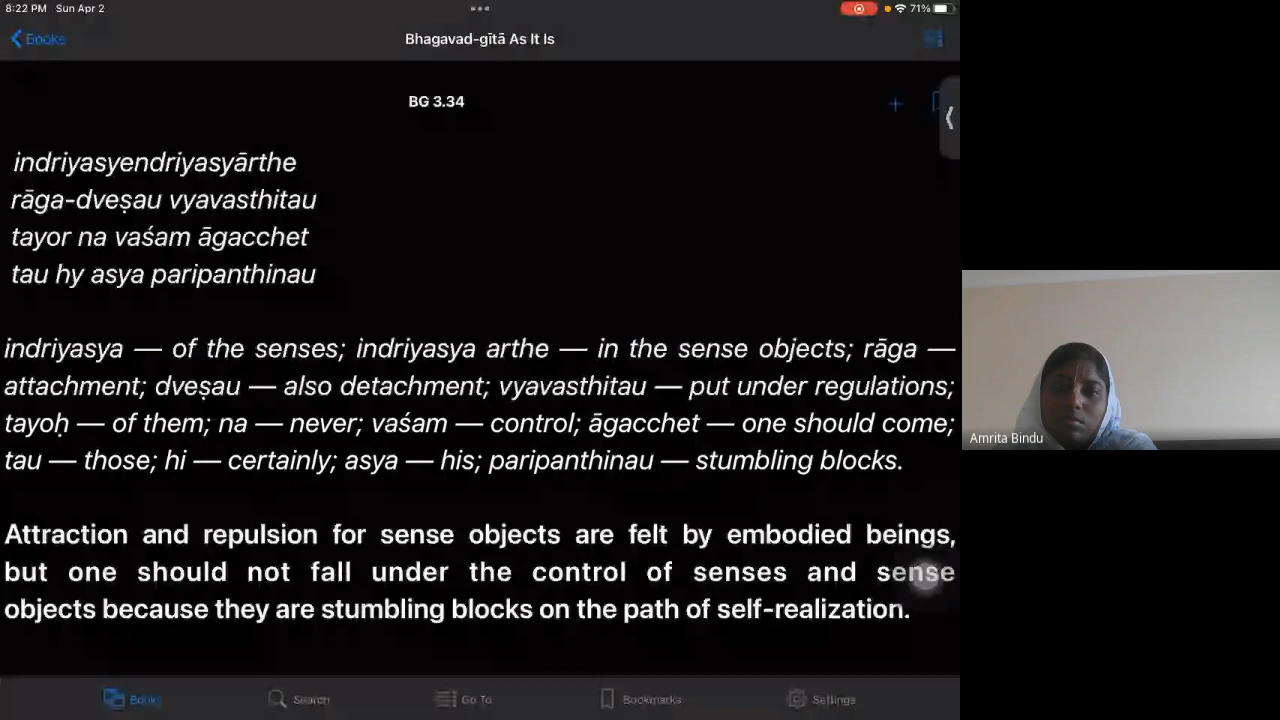 8:22 PM Sun Apr 2
71%
Books
Bhagavad-gītā As It Is
BG 3.34
indriyasyendriyasyārthe
rāga-dveṣau vyavasthitau
tayor na vaśam āgacchet
tau hy asya paripanthinau
indriyasya — of the senses; indriyasya arthe — in the sense objects; rāga —
attachment; dveṣau — also detachment; vyavasthitau — put under regulations;
tayoḥ — of them; na — never; vaśam — control; āgacchet — one should come;
tau — those; hi — certainly; asya — his; paripanthinau — stumbling blocks.
Attraction and repulsion for sense objects are felt by embodied beings,
but one should not fall under the control of senses and sense
objects because they are stumbling blocks on the path of self-realization.
Books Search Go To Bookmarks Settings
Amrita Bindu